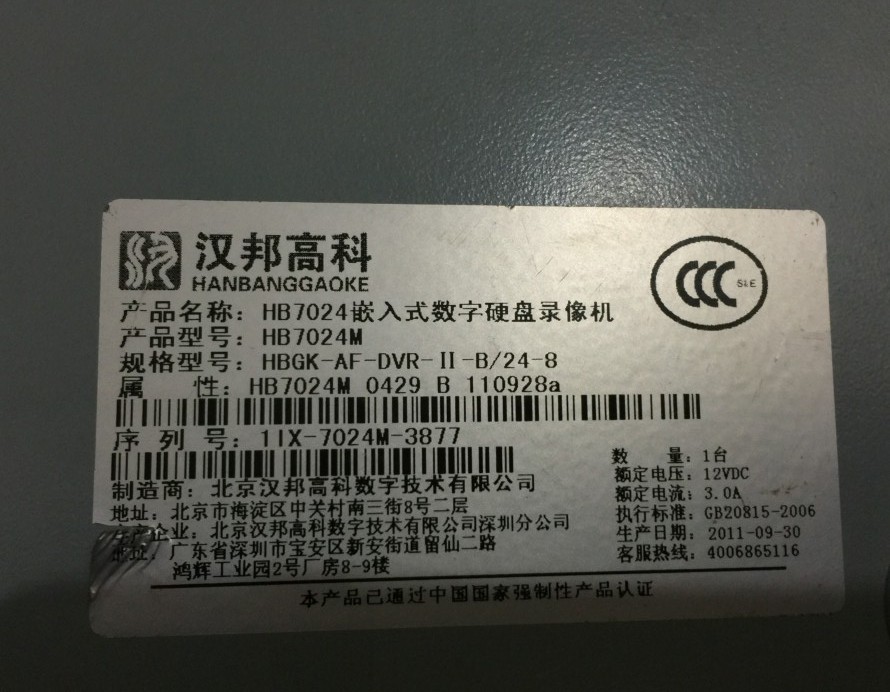 汉邦高科
HANBANGGAOKE
CCC S&E
产品名称：HB7024嵌入式数字硬盘录像机
产品型号：HB7024M
规格型号：HBGK-AF-DVR-II-B/24-8
属 性：HB7024M 0429 B 110928a
序 列 号：11X-7024M-3877
制造商：北京汉邦高科数字技术有限公司
地址：北京市海淀区中关村南三街8号二层
生产企业：北京汉邦高科数字技术有限公司深圳分公司
地址：广东省深圳市宝安区新安街道留仙二路
鸿辉工业园2号厂房8-9楼
数 量：1台
额定电压：12VDC
额定电流：3.0A
执行标准：GB20815-2006
生产日期：2011-09-30
客服热线：4006865116
本产品已通过中国国家强制性产品认证